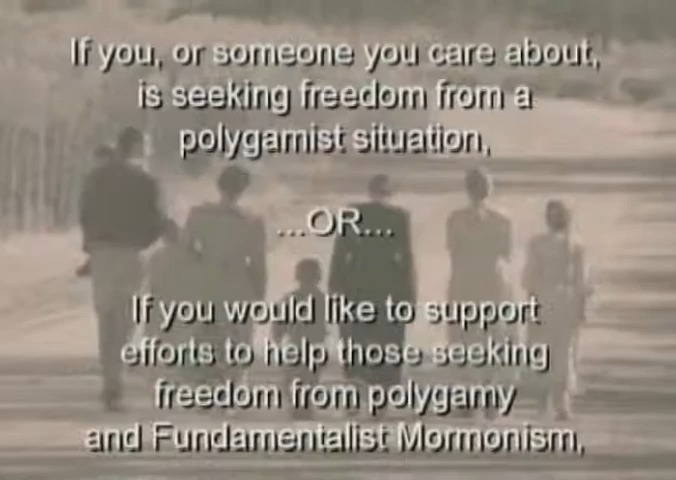 If you, or someone you care about,
is seeking freedom from a
polygamist situation,
...OR...
If you would like to support
efforts to help those seeking
freedom from polygamy
and Fundamentalist Mormonism,